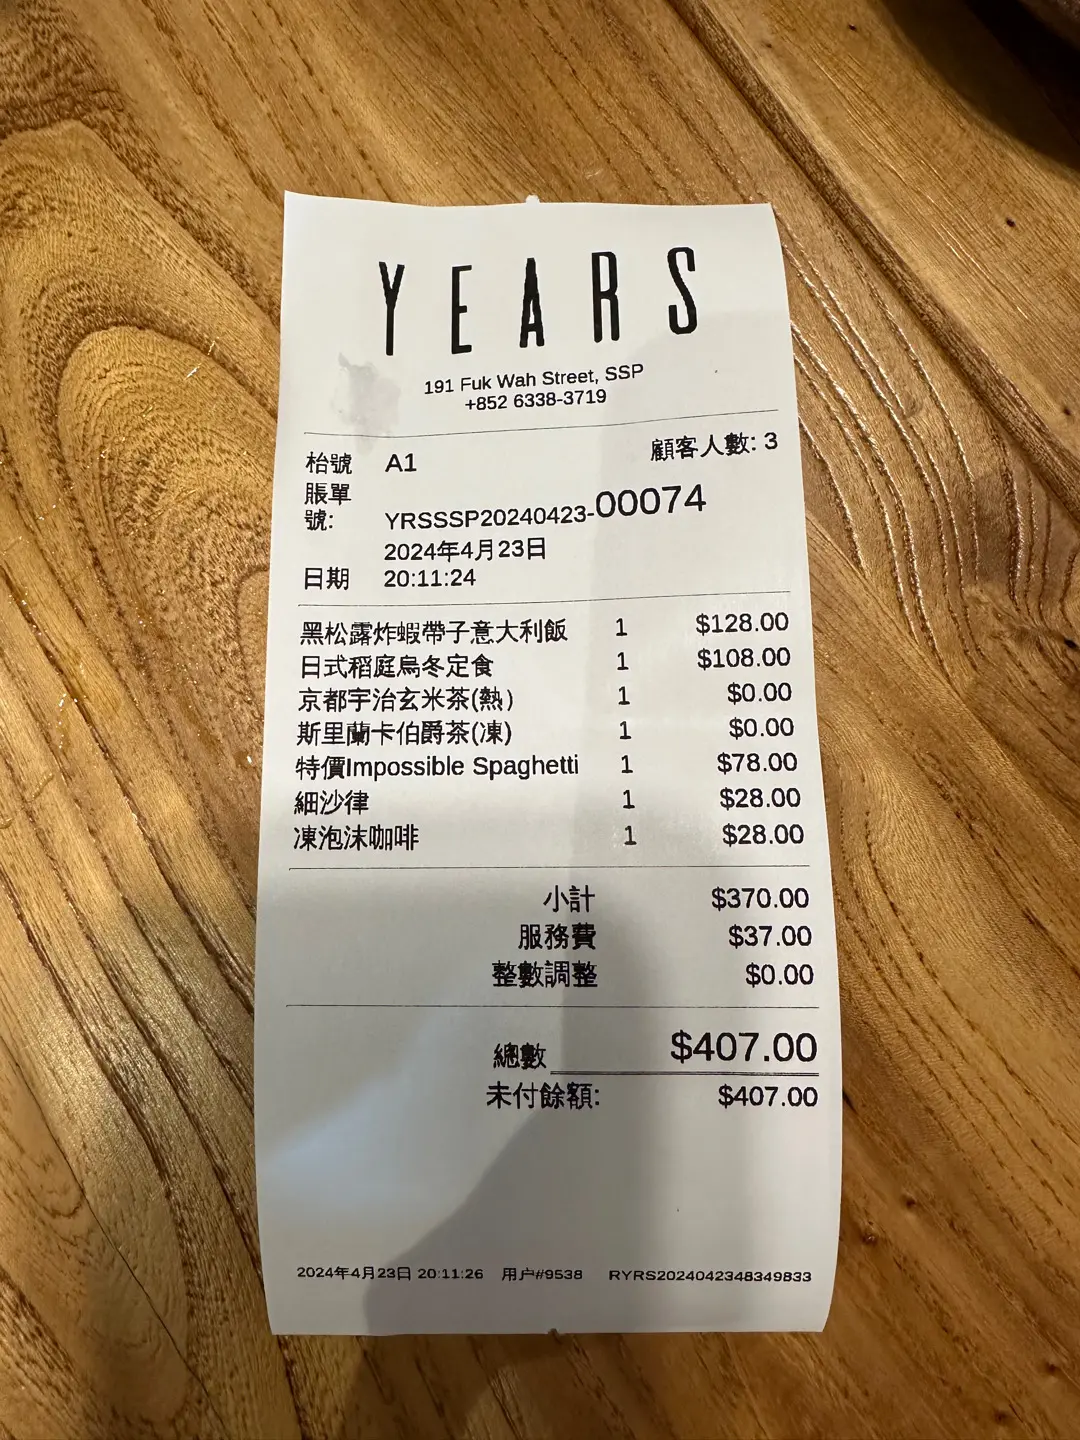 YEARS
191 Fuk Wah Street, SSP
+852 6338-3719
枱號 A1 顧客人數: 3
賬單號: YRSSSP20240423-00074
2024年4月23日
日期 20:11:24
黑松露炸蝦帶子意大利飯 1 $128.00
日式稻庭烏冬定食 1 $108.00
京都宇治玄米茶(熱) 1 $0.00
斯里蘭卡伯爵茶(凍) 1 $0.00
特價Impossible Spaghetti 1 $78.00
細沙律 1 $28.00
凍泡沫咖啡 1 $28.00
小計 $370.00
服務費 $37.00
整數調整 $0.00
總數 $407.00
未付餘額: $407.00
2024年4月23日 20:11:26 用户#9538 RYRS2024042348349833